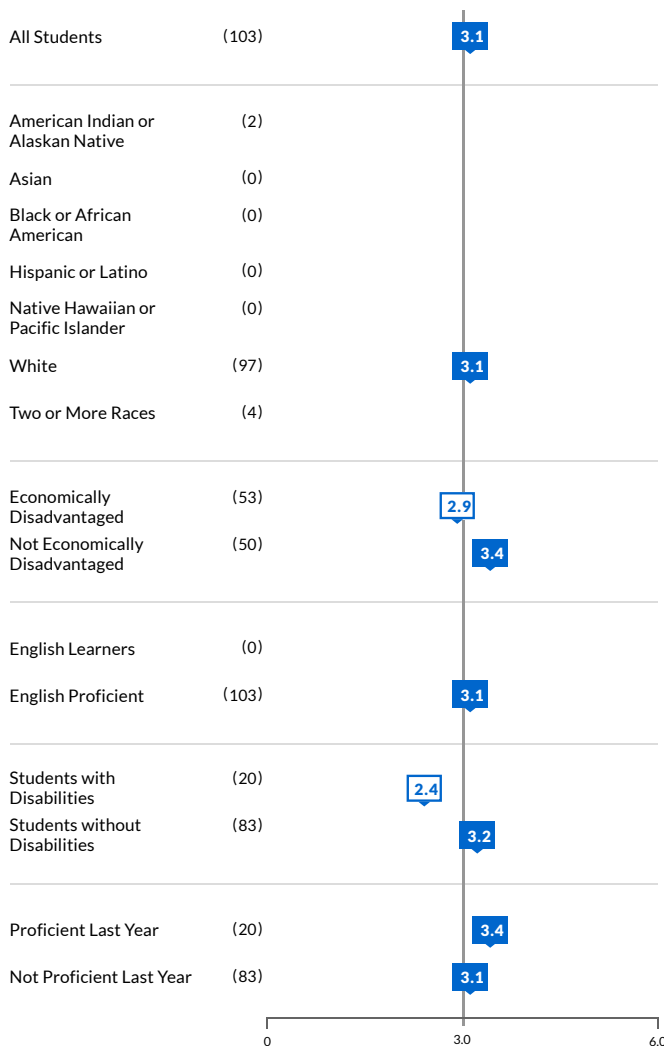 All Students (103) 3.1
American Indian or (2)
Alaskan Native
Asian (0)
Black or African (0)
American
Hispanic or Latino (0)
Native Hawaiian or (0)
Pacific Islander
White (97) 3.1
Two or More Races (4)
Economically (53) 2.9
Disadvantaged
Not Economically (50) 3.4
Disadvantaged
English Learners (0)
English Proficient (103) 3.1
Students with (20) 2.4
Disabilities
Students without (83) 3.2
Disabilities
Proficient Last Year (20) 3.4
Not Proficient Last Year (83) 3.1
0 3.0 6.0